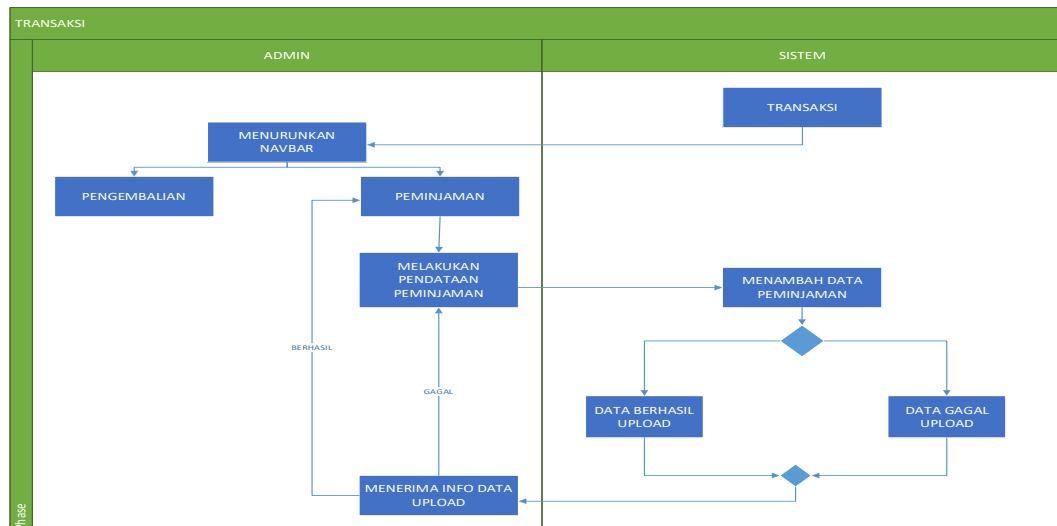 TRANSAKSI
ADMIN
SISTEM
TRANSAKSI
MENURUNKAN
NAVBAR
PENGEMBALIAN
PEMINJAMAN
MELAKUKAN
PENDATAAN
PEMINJAMAN
MENAMBAH DATA
PEMINJAMAN
BERHASIL
GAGAL
DATA BERHASIL
UPLOAD
DATA GAGAL
UPLOAD
MENERIMA INFO DATA
UPLOAD
Phase